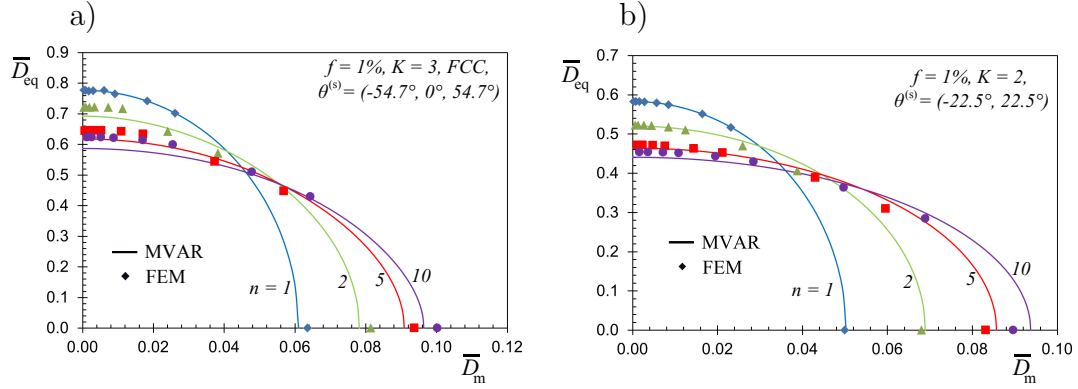 a)
D̅eq
0.9
0.8
0.7
0.6
0.5
0.4
0.3
0.2
0.1
0.0
f = 1%, K = 3, FCC,
θ(s) = (-54.7°, 0°, 54.7°)
MVAR
FEM
n = 1
2
5
10
0.00
0.02
0.04
0.06
0.08
0.10
0.12
D̅m
b)
D̅eq
0.7
0.6
0.5
0.4
0.3
0.2
0.1
0.0
f = 1%, K = 2,
θ(s) = (-22.5°, 22.5°)
MVAR
FEM
n = 1
2
5
10
0.00
0.02
0.04
0.06
0.08
0.10
D̅m